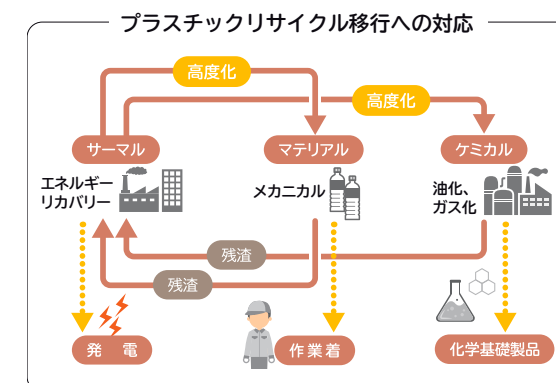 プラスチックリサイクル移行への対応
高度化
高度化
サーマル
マテリアル
ケミカル
エネルギー
リカバリー
メカニカル
油化、
ガス化
残渣
残渣
発 電
作業着
化学基礎製品